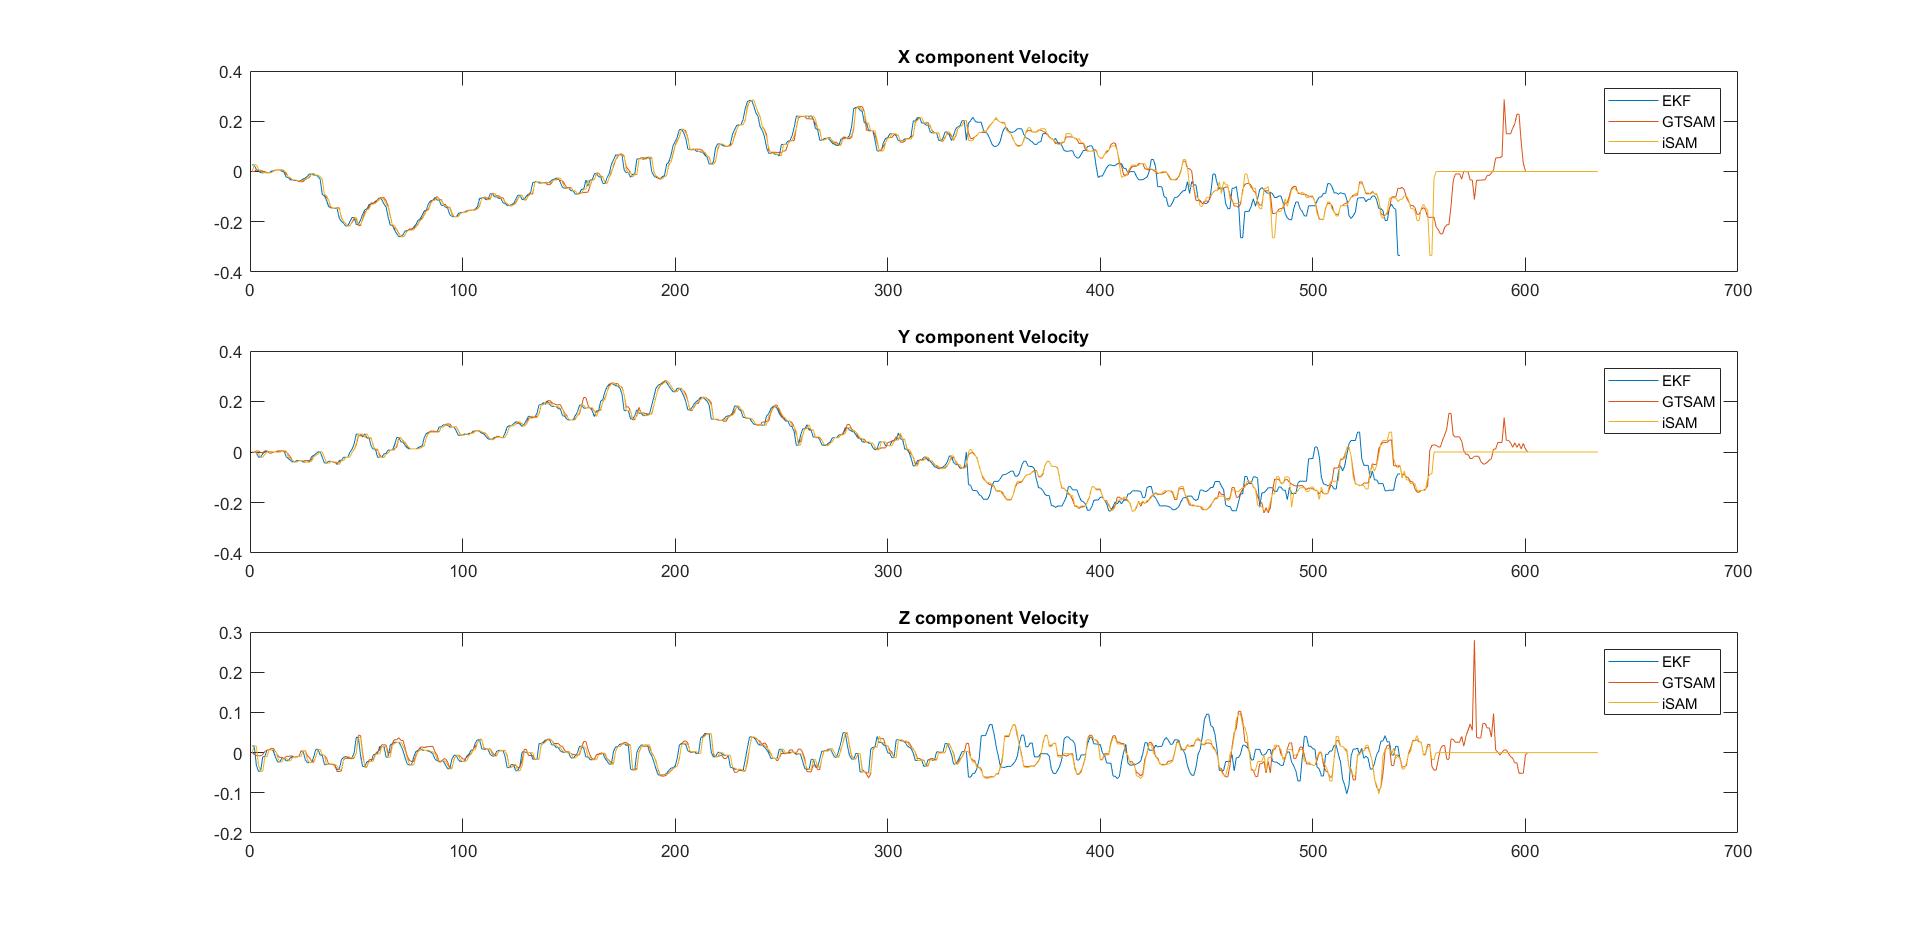 X component Velocity
0.4
0.2
0
-0.2
-0.4
0 100 200 300 400 500 600 700
EKF
GTSAM
iSAM
Y component Velocity
0.4
0.2
0
-0.2
-0.4
0 100 200 300 400 500 600 700
EKF
GTSAM
iSAM
Z component Velocity
0.3
0.2
0.1
0
-0.1
-0.2
0 100 200 300 400 500 600 700
EKF
GTSAM
iSAM